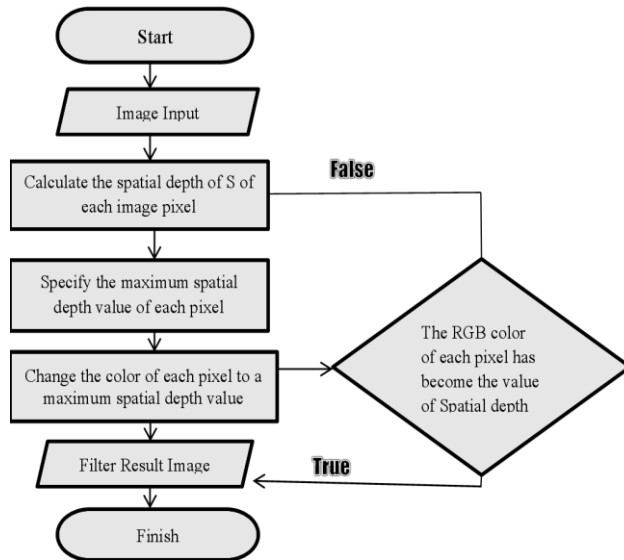 Start
Image Input
False
Calculate the spatial depth of S of
each image pixel
Specify the maximum spatial
depth value of each pixel
The RGB color
of each pixel has
become the value
of Spatial depth
Change the color of each pixel to a
maximum spatial depth value
Filter Result Image
True
Finish